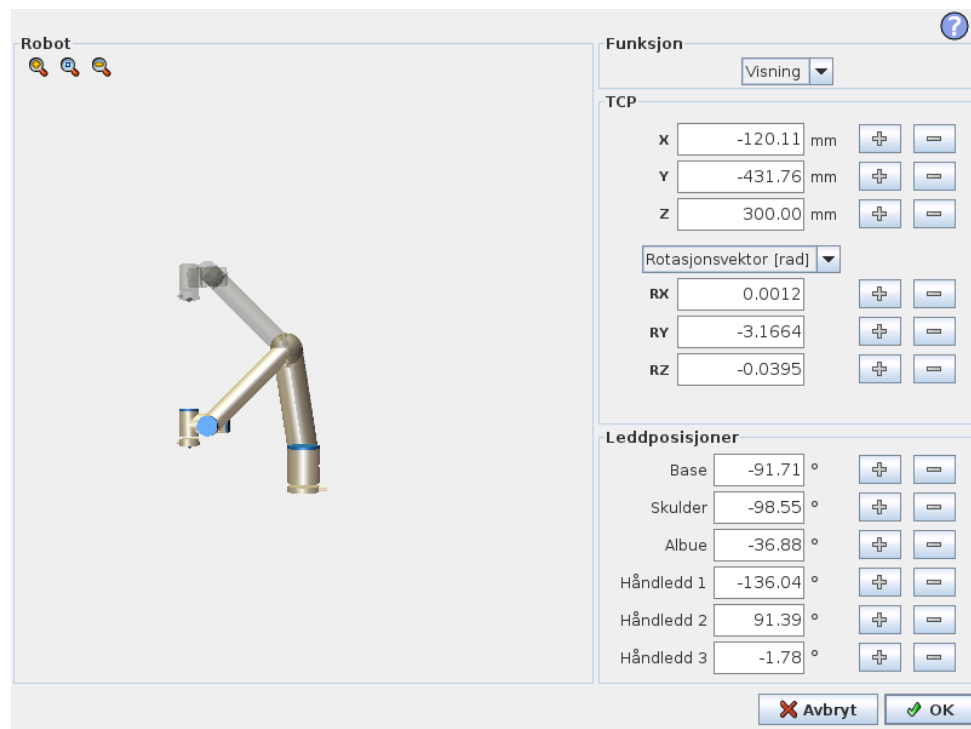 Robot
Funksjon
Visning
TCP
X -120.11 mm
Y -431.76 mm
Z 300.00 mm
Rotasjonsvektor [rad]
RX 0.0012
RY -3.1664
RZ -0.0395
Leddposisjoner
Base -91.71 °
Skulder -98.55 °
Albue -36.88 °
Håndledd 1 -136.04 °
Håndledd 2 91.39 °
Håndledd 3 -1.78 °
Avbryt OK